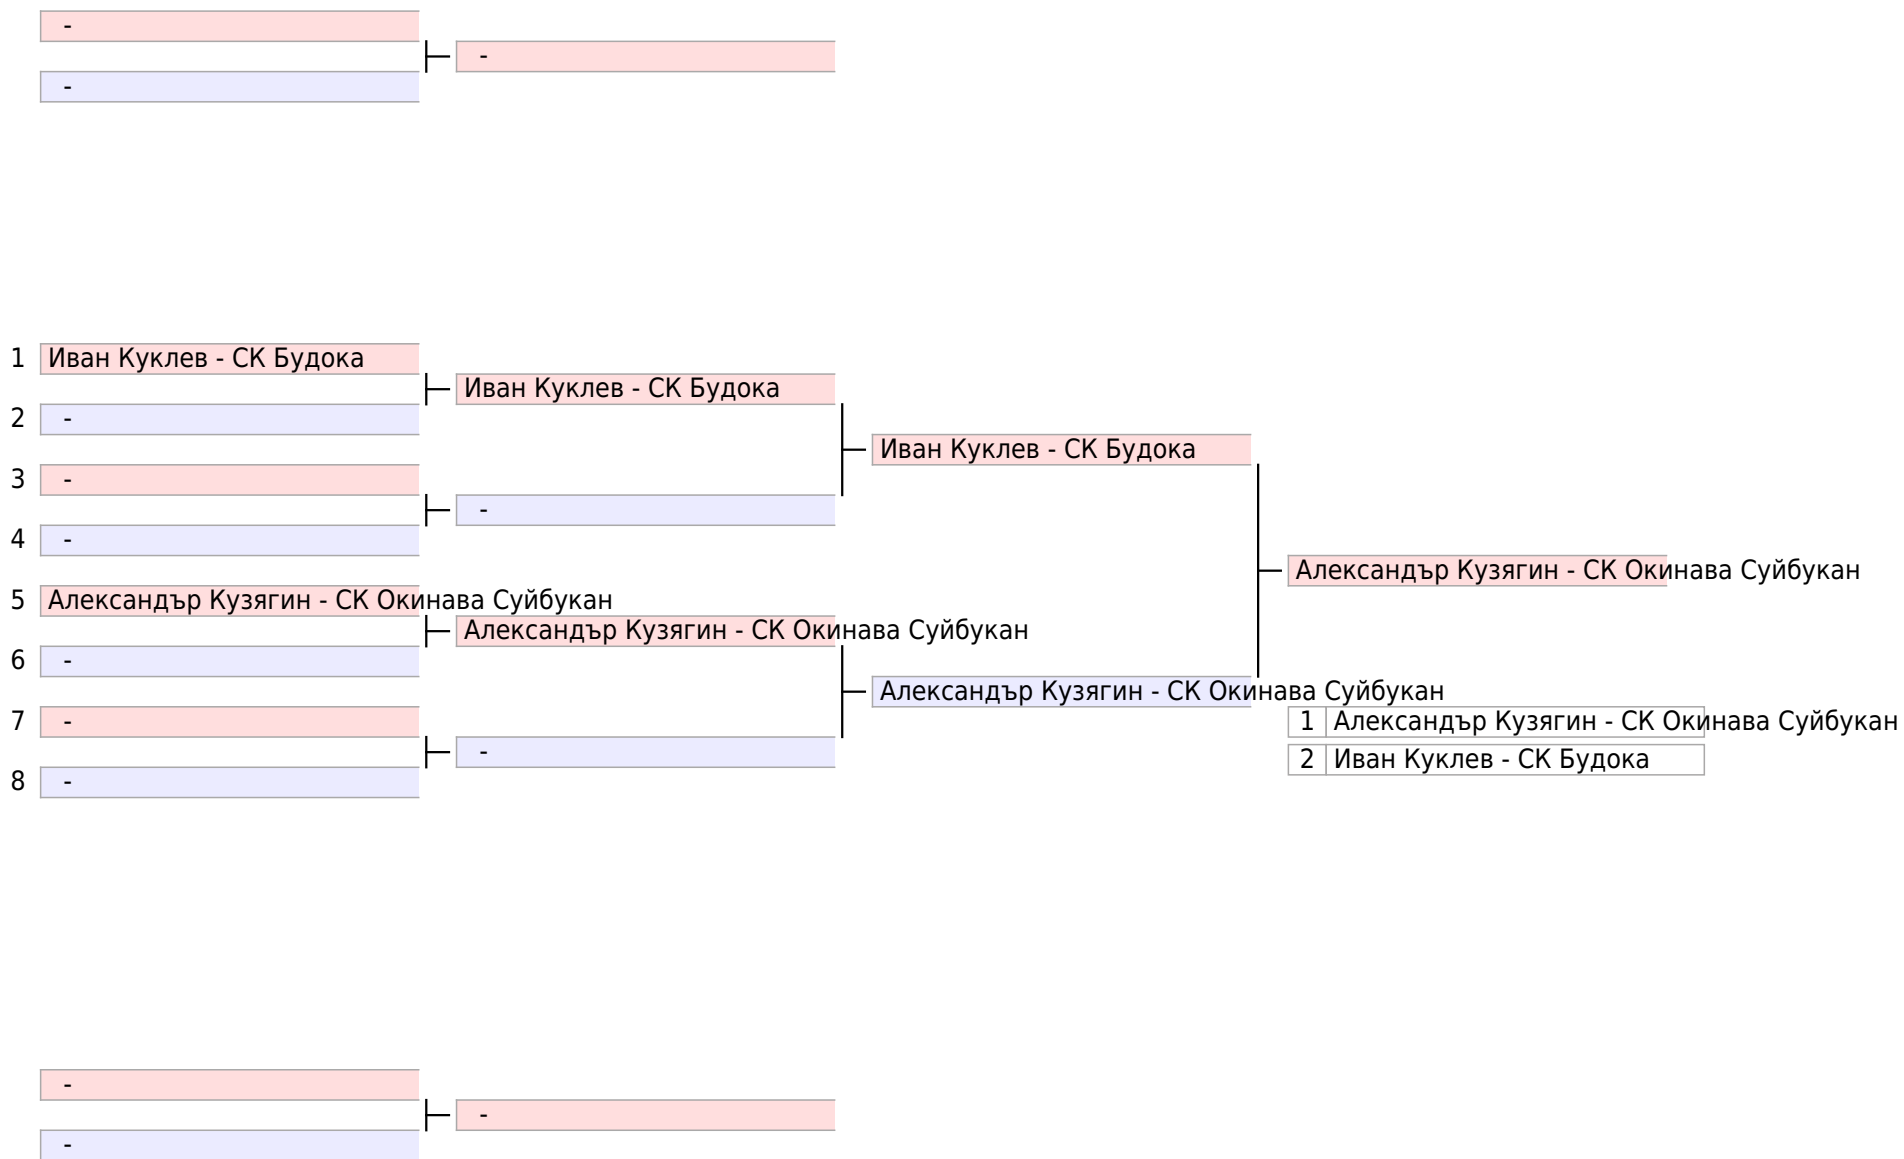 -
-
-
1 Иван Куклев - СК Будока
Иван Куклев - СК Будока
2 -
Иван Куклев - СК Будока
3 -
-
4 -
Александър Кузягин - СК Окинава Суйбукан
5 Александър Кузягин - СК Окинава Суйбукан
Александър Кузягин - СК Окинава Суйбукан
6 -
Александър Кузягин - СК Окинава Суйбукан
7 -
1 Александър Кузягин - СК Окинава Суйбукан
-
2 Иван Куклев - СК Будока
8 -
-
-
-